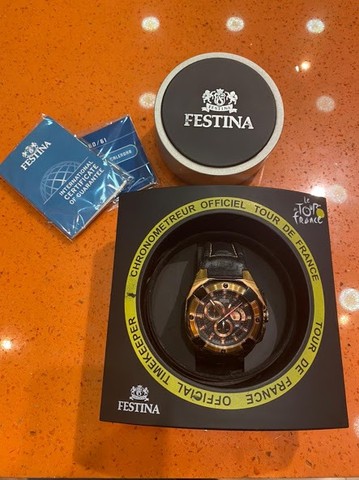 FESTINA
FESTINA
INTERNATIONAL
CERTIFICATE
OF GUARANTEE
CALENDAR
LE TOUR
DE FRANCE
CHRONOMETREUR OFFICIEL TOUR DE FRANCE
TOUR DE FRANCE OFFICIAL TIMEKEEPER
FESTINA